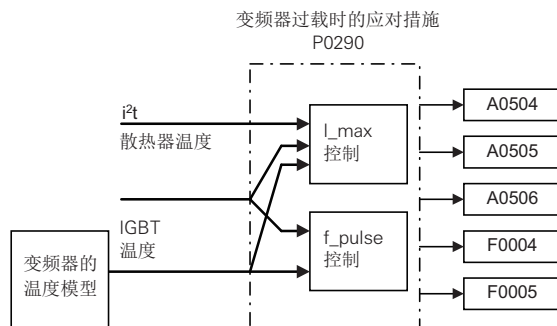 变频器过载时的应对措施
P0290
i²t
散热器温度
I_max
控制
IGBT
温度
f_pulse
控制
变频器的
温度模型
A0504
A0505
A0506
F0004
F0005